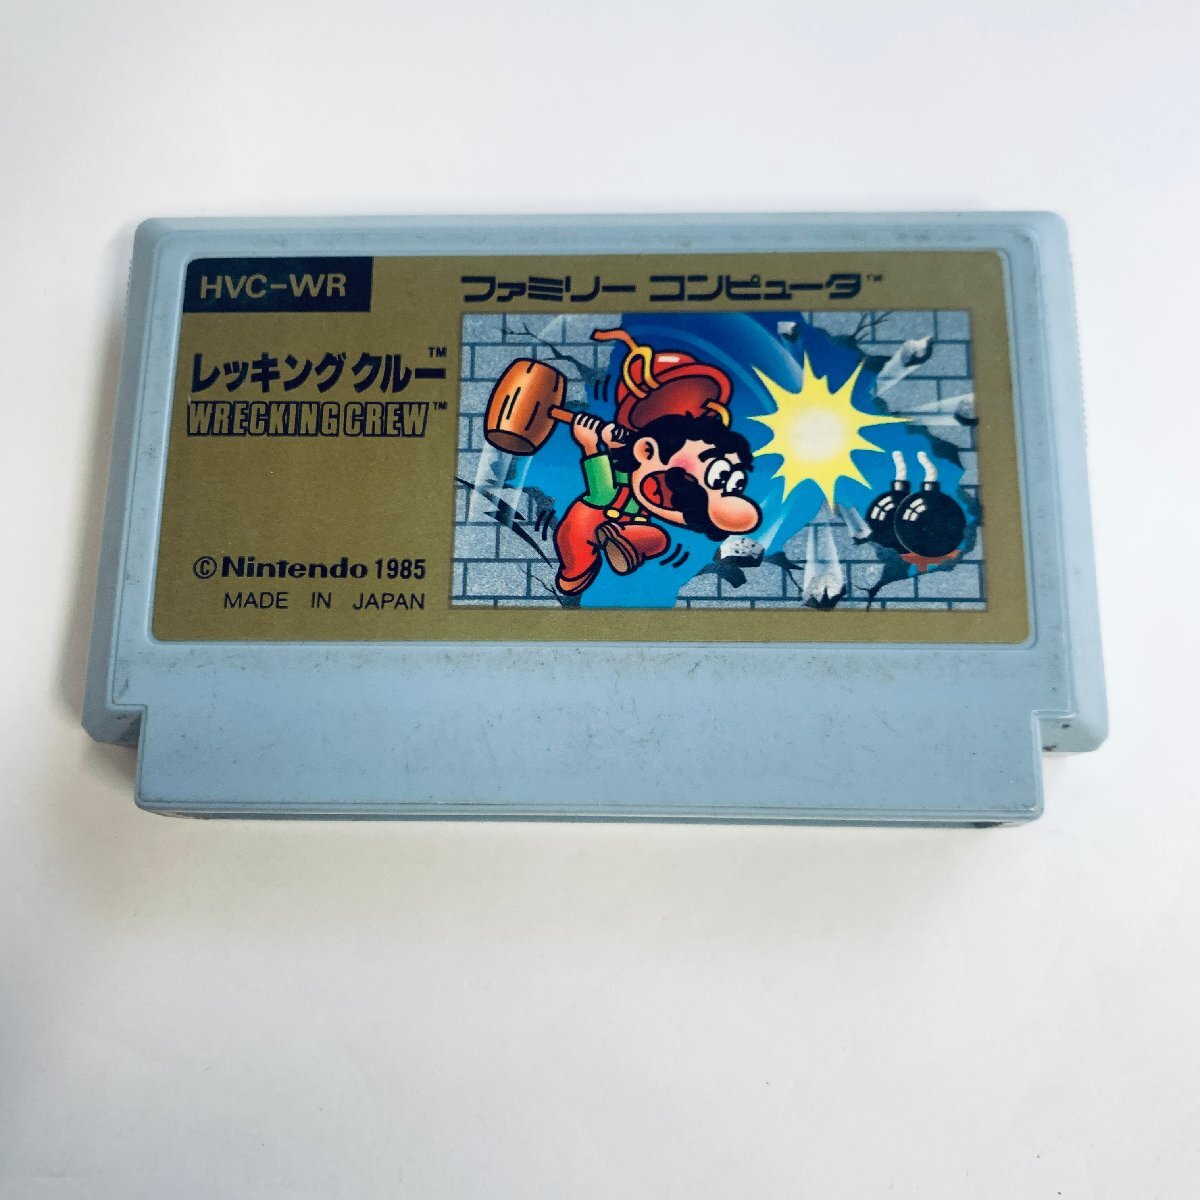 HVC-WR
ファミリー コンピュータ™
レッキングクルー™
WRECKING CREW™
©Nintendo 1985
MADE IN JAPAN